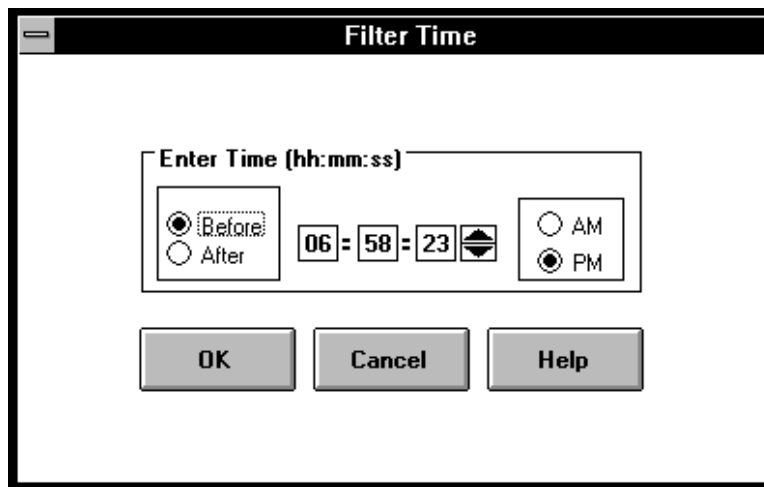 Filter Time
Enter Time (hh:mm:ss)
Before
After
06 : 58 : 23
AM
PM
OK Cancel Help